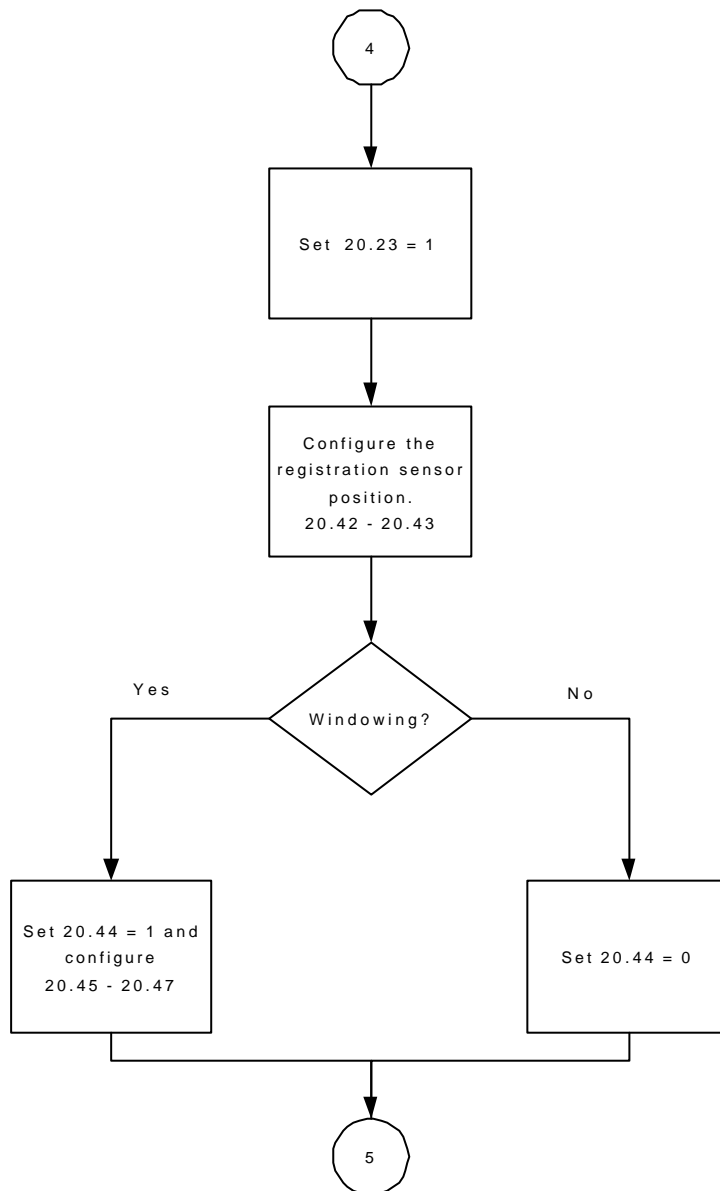 4
Set 20.23 = 1
Configure the
registration sensor
position.
20.42 - 20.43
Yes
No
Windowing?
Set 20.44 = 1 and
configure
20.45 - 20.47
Set 20.44 = 0
5